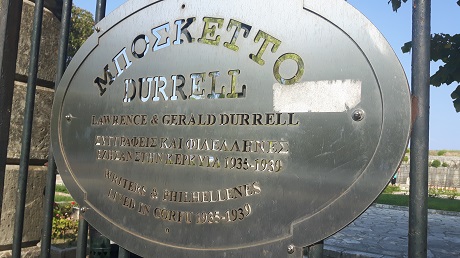 ΜΠΟΣΚΕΤΤΟ
DURRELL
LAWRENCE & GERALD DURRELL
ΣΥΓΓΡΑΦΕΙΣ ΚΑΙ ΦΙΛΕΛΛΗΝΕΣ
ΕΖΗΣΑΝ ΣΤΗΝ ΚΕΡΚΥΡΑ 1935-1939
WRITERS & PHILHELLENES
LIVED IN CORFU 1935-1939